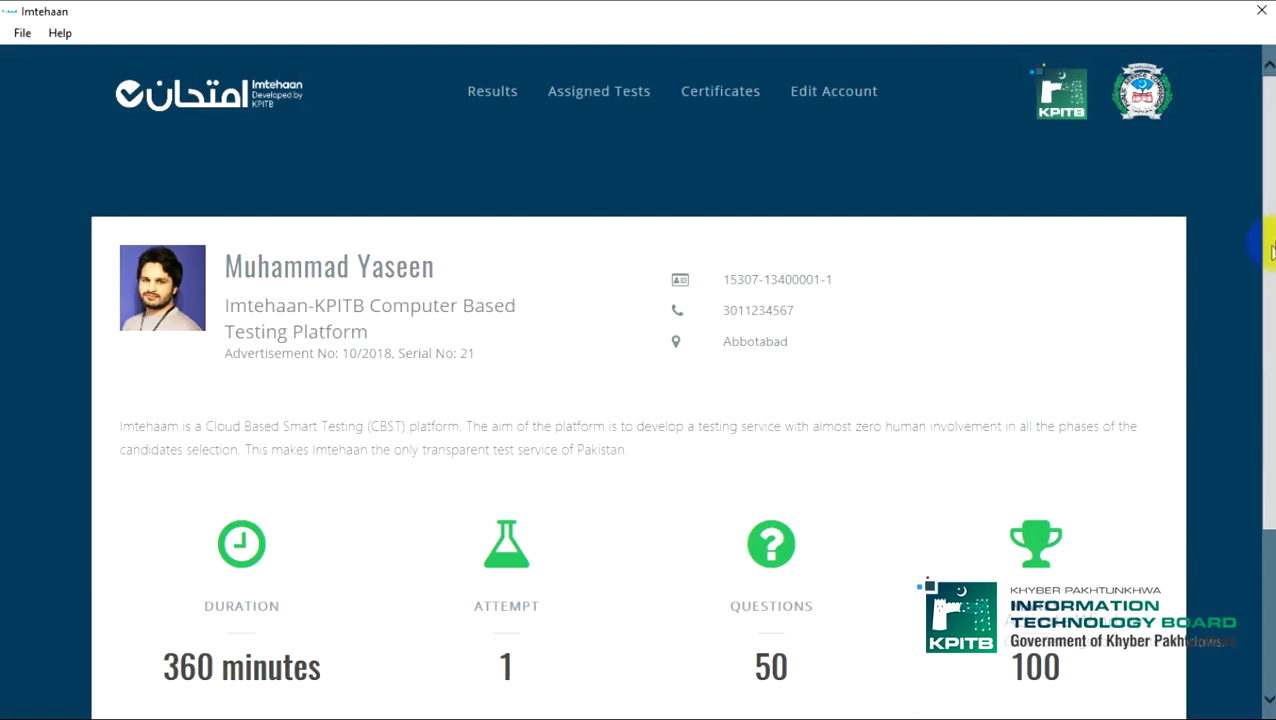 Imtehaan
File Help
امتحان Imtehaan
Developed by
KPITB
Results Assigned Tests Certificates Edit Account
KPITB
Muhammad Yaseen
Imtehaan-KPITB Computer Based
Testing Platform
Advertisement No: 10/2018, Serial No: 21
15307-13400001-1
3011234567
Abbotabad
Imtehaam is a Cloud Based Smart Testing (CBST) platform. The aim of the platform is to develop a testing service with almost zero human involvement in all the phases of the
candidates selection. This makes Imtehaan the only transparent test service of Pakistan.
DURATION ATTEMPT QUESTIONS
360 minutes 1 50 100
KPITB
KHYBER PAKHTUNKHWA
INFORMATION
TECHNOLOGY BOARD
Government of Khyber